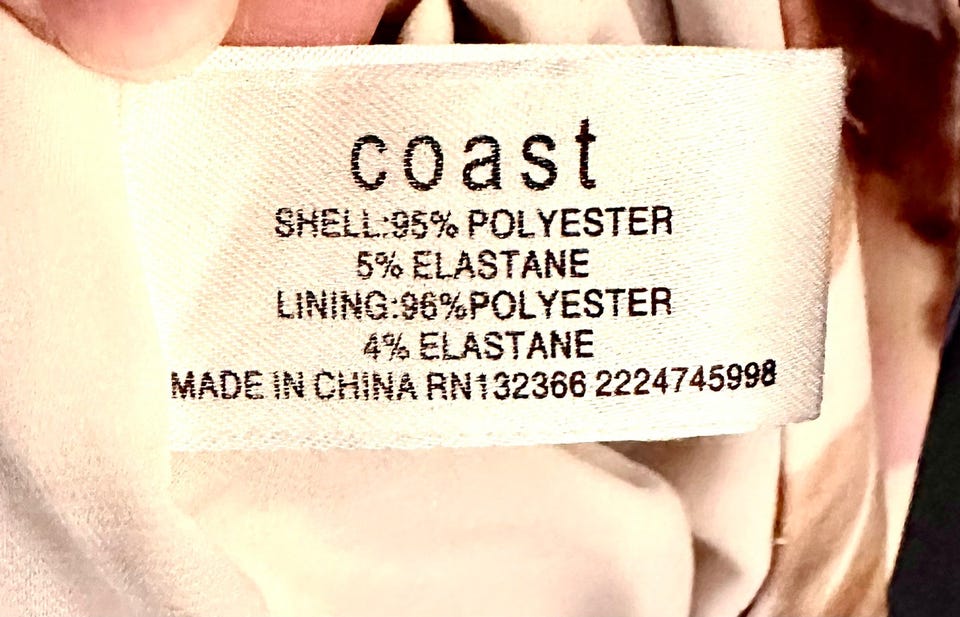 coast
SHELL:95% POLYESTER
5% ELASTANE
LINING:96%POLYESTER
4% ELASTANE
MADE IN CHINA RN132366 2224745998